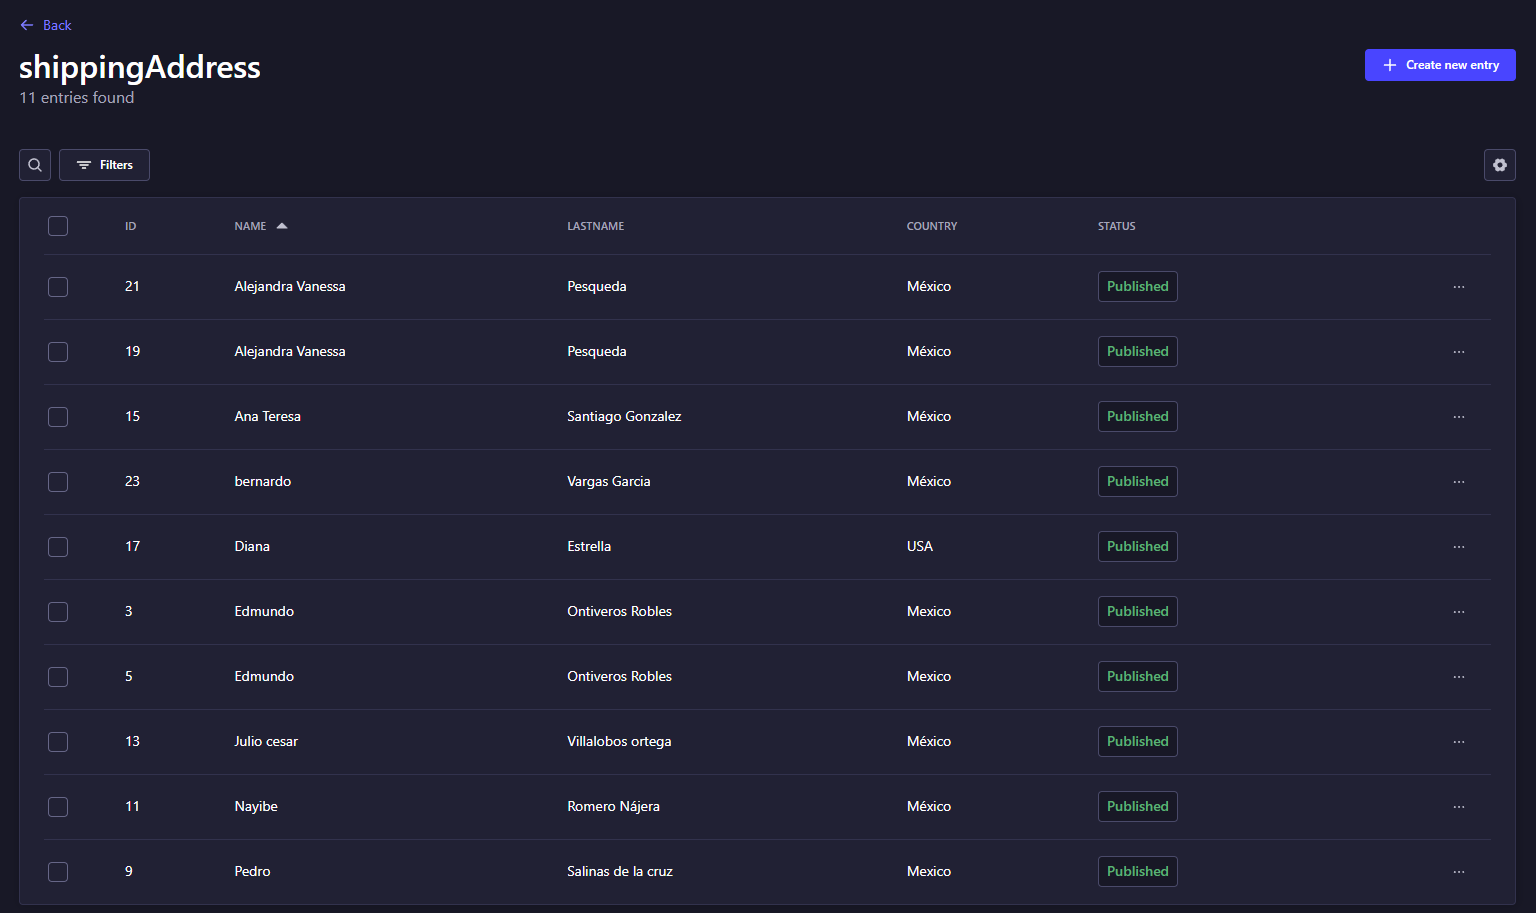 Back
shippingAddress
Create new entry
11 entries found
Filters
ID NAME LASTNAME COUNTRY STATUS
21 Alejandra Vanessa Pesqueda México Published
19 Alejandra Vanessa Pesqueda México Published
15 Ana Teresa Santiago Gonzalez México Published
23 bernardo Vargas Garcia México Published
17 Diana Estrella USA Published
3 Edmundo Ontiveros Robles Mexico Published
5 Edmundo Ontiveros Robles Mexico Published
13 Julio cesar Villalobos ortega México Published
11 Nayibe Romero Nájera México Published
9 Pedro Salinas de la cruz Mexico Published